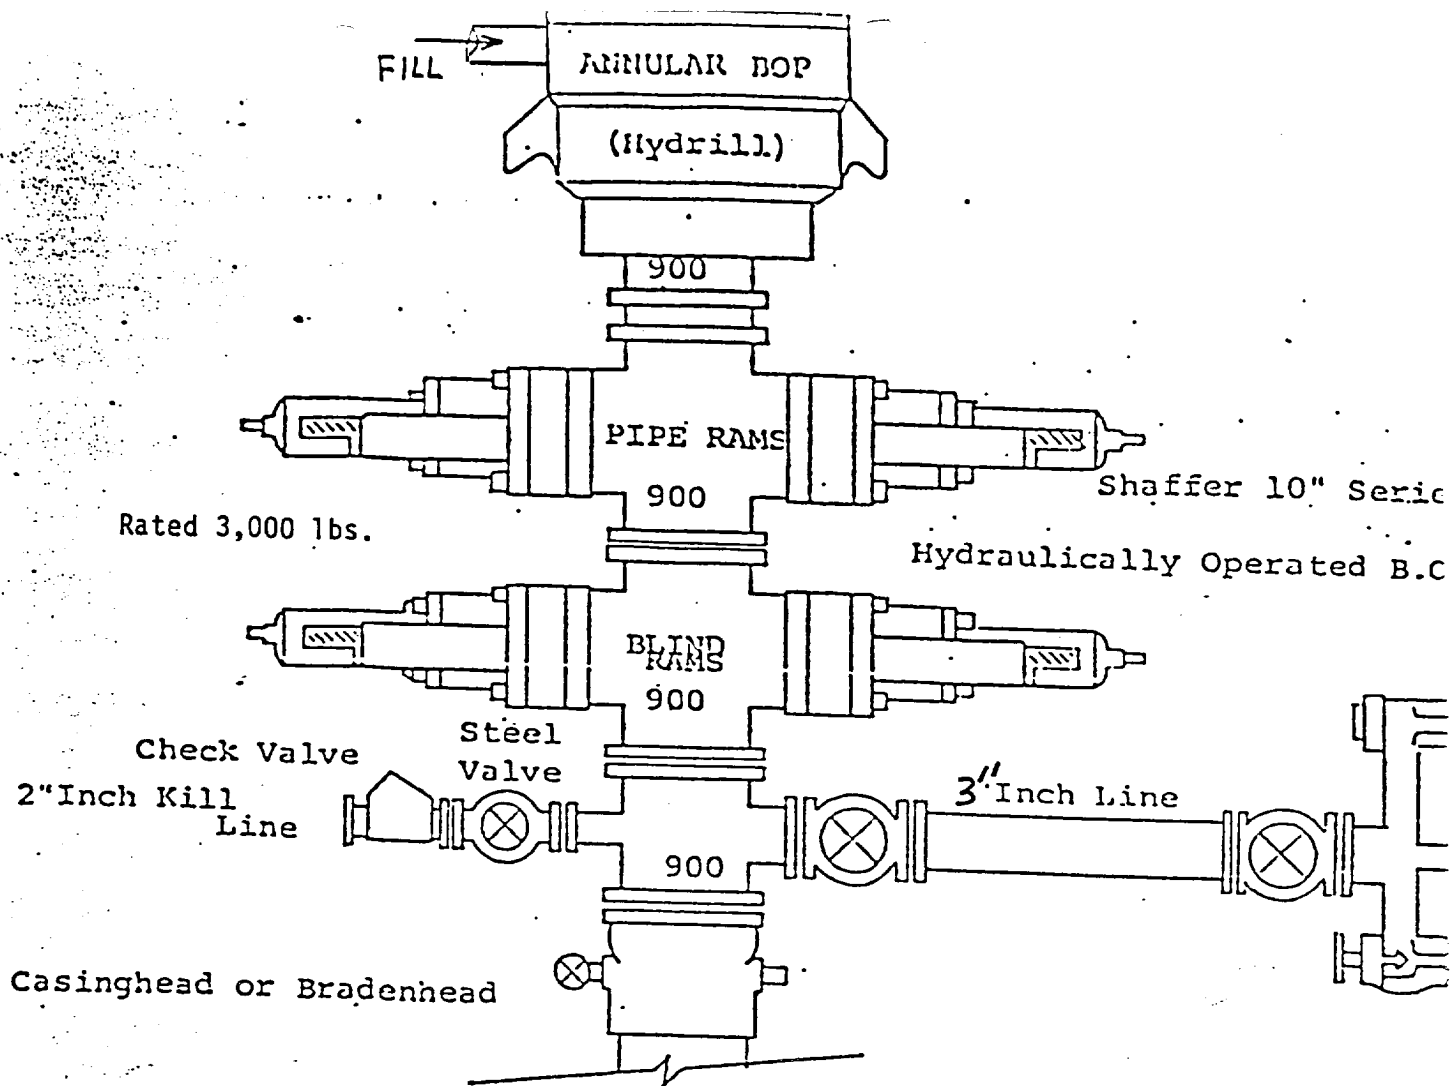 FILL
ANNULAR BOP
(Hydrill)
900
PIPE RAMS
900
Shaffer 10" Serie
Rated 3,000 lbs.
Hydraulically Operated B.O
BLIND
RAMS
900
Check Valve
Steel
Valve
2"Inch Kill
Line
3"Inch Line
900
Casinghead or Bradenhead